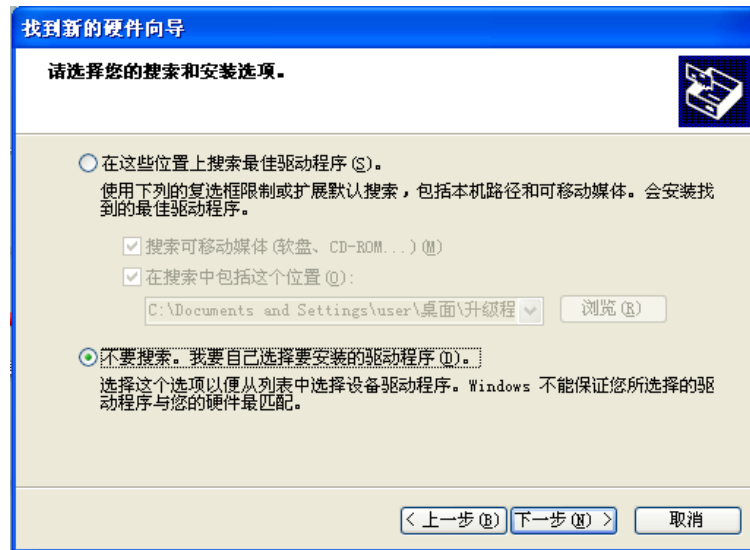 找到新的硬件向导
请选择您的搜索和安装选项。
在这些位置上搜索最佳驱动程序(S)。
使用下列的复选框限制或扩展默认搜索，包括本机路径和可移动媒体。会安装找
到的最佳驱动程序。
搜索可移动媒体(软盘、CD-ROM...)(M)
在搜索中包括这个位置(O):
C:\Documents and Settings\user\桌面\升级程
浏览(R)
不要搜索。我要自己选择要安装的驱动程序(D)。
选择这个选项以便从列表中选择设备驱动程序。Windows 不能保证您所选择的驱
动程序与您的硬件最匹配。
< 上一步(B) 下一步(N) > 取消